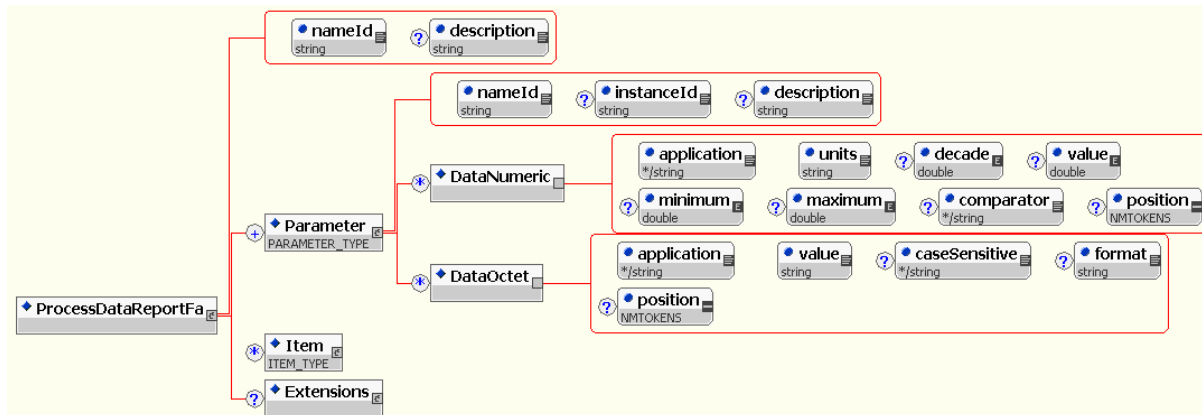 nameId
string
? description
string
nameId
string
? instanceId
string
? description
string
application
*/string
units
string
? decade E
double
? value E
double
* DataNumeric
? minimum E
double
? maximum E
double
? comparator
*/string
? position
NMTOKENS
+ Parameter
PARAMETER_TYPE
application
*/string
value
string
? caseSensitive
*/string
? format
string
* DataOctet
? position
NMTOKENS
ProcessDataReportFa
* Item
ITEM_TYPE
? Extensions